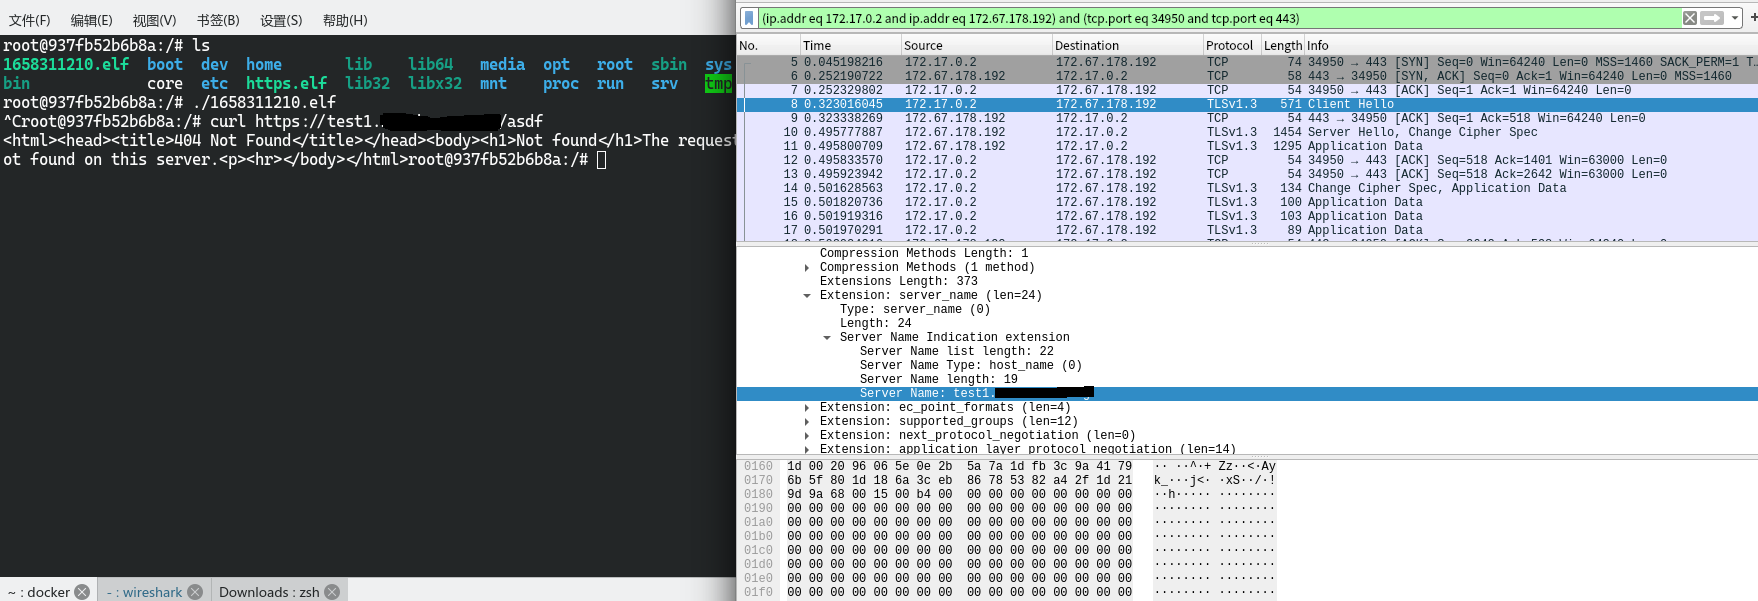 文件(F) 编辑(E) 视图(V) 书签(B) 设置(S) 帮助(H)
root@937fb52b6b8a:/# ls
1658311210.elf boot dev home lib lib64 media opt root sbin sys
bin core etc https.elf lib32 libx32 mnt proc run srv tmp
root@937fb52b6b8a:/# ./1658311210.elf
^Croot@937fb52b6b8a:/# curl https://test1. /asdf
<html><head><title>404 Not Found</title></head><body><h1>Not found</h1>The request
ot found on this server.<p><hr></body></html>root@937fb52b6b8a:/#
~ : docker - : wireshark Downloads : zsh
(ip.addr eq 172.17.0.2 and ip.addr eq 172.67.178.192) and (tcp.port eq 34950 and tcp.port eq 443)
No. Time Source Destination Protocol Length Info
5 0.045198216 172.17.0.2 172.67.178.192 TCP 74 34950 → 443 [SYN] Seq=0 Win=64240 Len=0 MSS=1460 SACK_PERM=1 T…
6 0.252190722 172.67.178.192 172.17.0.2 TCP 58 443 → 34950 [SYN, ACK] Seq=0 Ack=1 Win=64240 Len=0 MSS=1460
7 0.252329802 172.17.0.2 172.67.178.192 TCP 54 34950 → 443 [ACK] Seq=1 Ack=1 Win=64240 Len=0
8 0.323016045 172.17.0.2 172.67.178.192 TLSv1.3 571 Client Hello
9 0.323338269 172.67.178.192 172.17.0.2 TCP 54 443 → 34950 [ACK] Seq=1 Ack=518 Win=64240 Len=0
10 0.495777887 172.67.178.192 172.17.0.2 TLSv1.3 1454 Server Hello, Change Cipher Spec
11 0.495800709 172.67.178.192 172.17.0.2 TLSv1.3 1295 Application Data
12 0.495833570 172.17.0.2 172.67.178.192 TCP 54 34950 → 443 [ACK] Seq=518 Ack=1401 Win=63000 Len=0
13 0.495923942 172.17.0.2 172.67.178.192 TCP 54 34950 → 443 [ACK] Seq=518 Ack=2642 Win=63000 Len=0
14 0.501628563 172.17.0.2 172.67.178.192 TLSv1.3 134 Change Cipher Spec, Application Data
15 0.501820736 172.17.0.2 172.67.178.192 TLSv1.3 100 Application Data
16 0.501919316 172.17.0.2 172.67.178.192 TLSv1.3 103 Application Data
17 0.501970291 172.17.0.2 172.67.178.192 TLSv1.3 89 Application Data
Compression Methods Length: 1
Compression Methods (1 method)
Extensions Length: 373
Extension: server_name (len=24)
Type: server_name (0)
Length: 24
Server Name Indication extension
Server Name list length: 22
Server Name Type: host_name (0)
Server Name length: 19
Server Name: test1.
Extension: ec_point_formats (len=4)
Extension: supported_groups (len=12)
Extension: next_protocol_negotiation (len=0)
Extension: application_layer_protocol_negotiation (len=14)
0160 1d 00 20 96 06 5e 0e 2b 5a 7a 1d fb 3c 9a 41 79 ·· ··^·+ Zz··<·Ay
0170 6b 5f 80 1d 18 6a 3c eb 86 78 53 82 a4 2f 1d 21 k_···j<· ·xS··/·!
0180 9d 9a 68 00 15 00 b4 00 00 00 00 00 00 00 00 00 ··h····· ········
0190 00 00 00 00 00 00 00 00 00 00 00 00 00 00 00 00 ········ ········
01a0 00 00 00 00 00 00 00 00 00 00 00 00 00 00 00 00 ········ ········
01b0 00 00 00 00 00 00 00 00 00 00 00 00 00 00 00 00 ········ ········
01c0 00 00 00 00 00 00 00 00 00 00 00 00 00 00 00 00 ········ ········
01d0 00 00 00 00 00 00 00 00 00 00 00 00 00 00 00 00 ········ ········
01e0 00 00 00 00 00 00 00 00 00 00 00 00 00 00 00 00 ········ ········
01f0 00 00 00 00 00 00 00 00 00 00 00 00 00 00 00 00 ········ ········